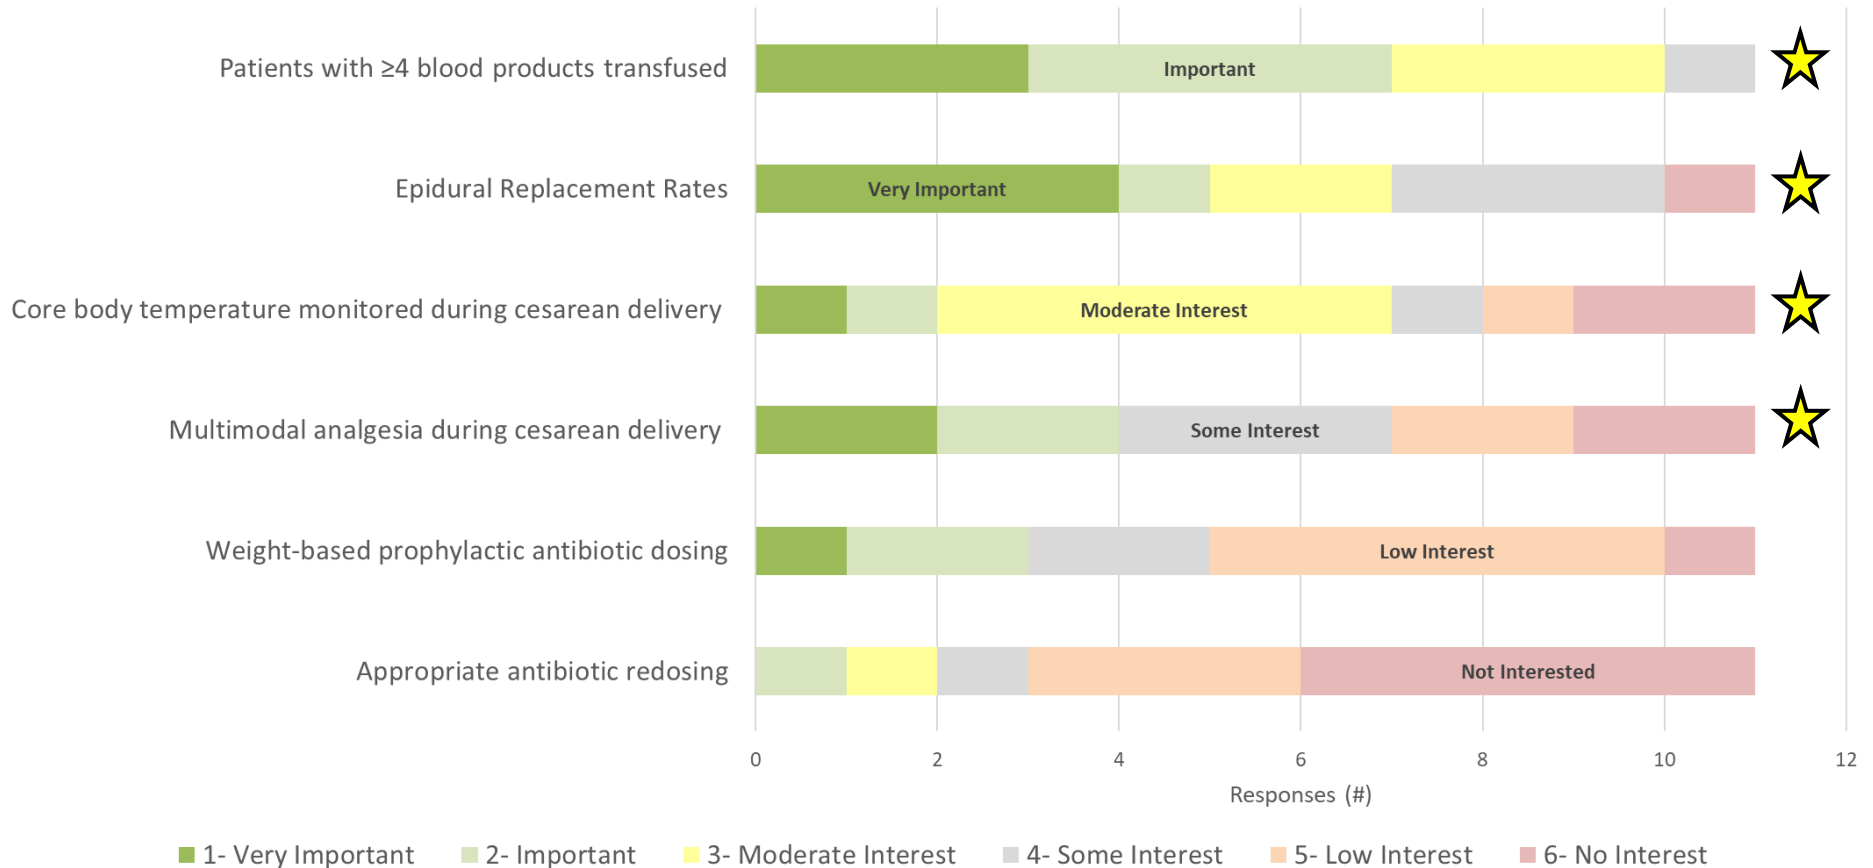 Patients with ≥4 blood products transfused
Important
Epidural Replacement Rates
Very Important
Core body temperature monitored during cesarean delivery
Moderate Interest
Multimodal analgesia during cesarean delivery
Some Interest
Weight-based prophylactic antibiotic dosing
Low Interest
Appropriate antibiotic redosing
Not Interested
0 2 4 6 8 10 12
Responses (#)
1- Very Important 2- Important 3- Moderate Interest 4- Some Interest 5- Low Interest 6- No Interest